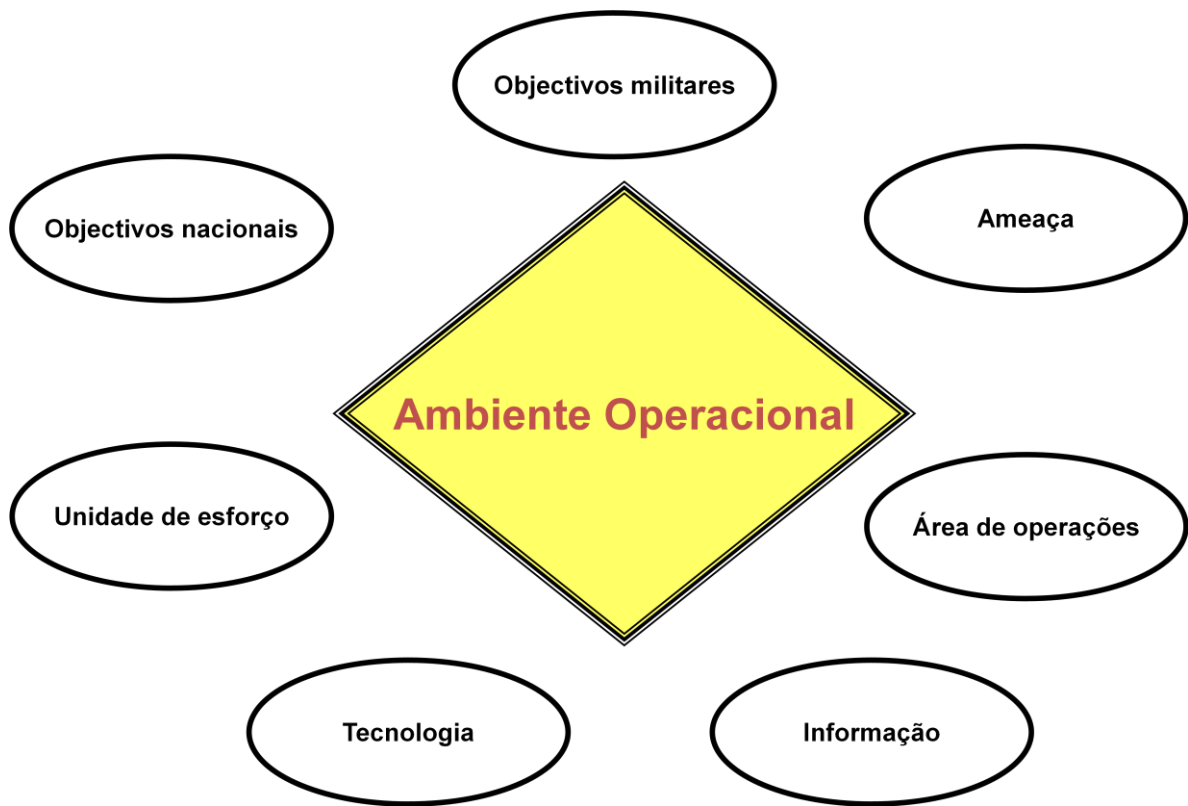 Objectivos militares
Objectivos nacionais
Ameaça
Ambiente Operacional
Unidade de esforço
Área de operações
Tecnologia
Informação